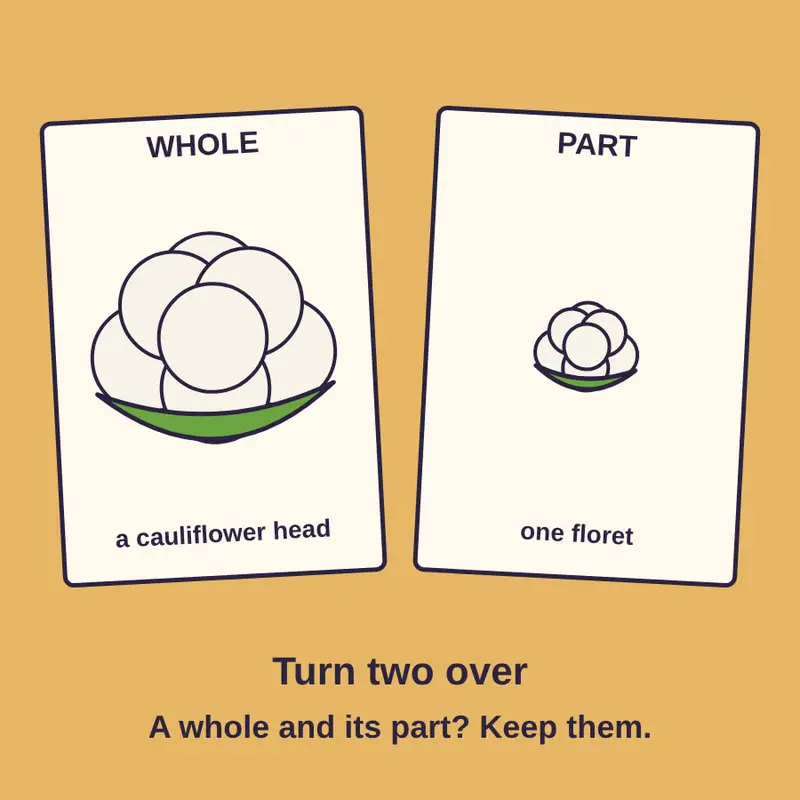 WHOLE
a cauliflower head
PART
one floret
Turn two over
A whole and its part? Keep them.